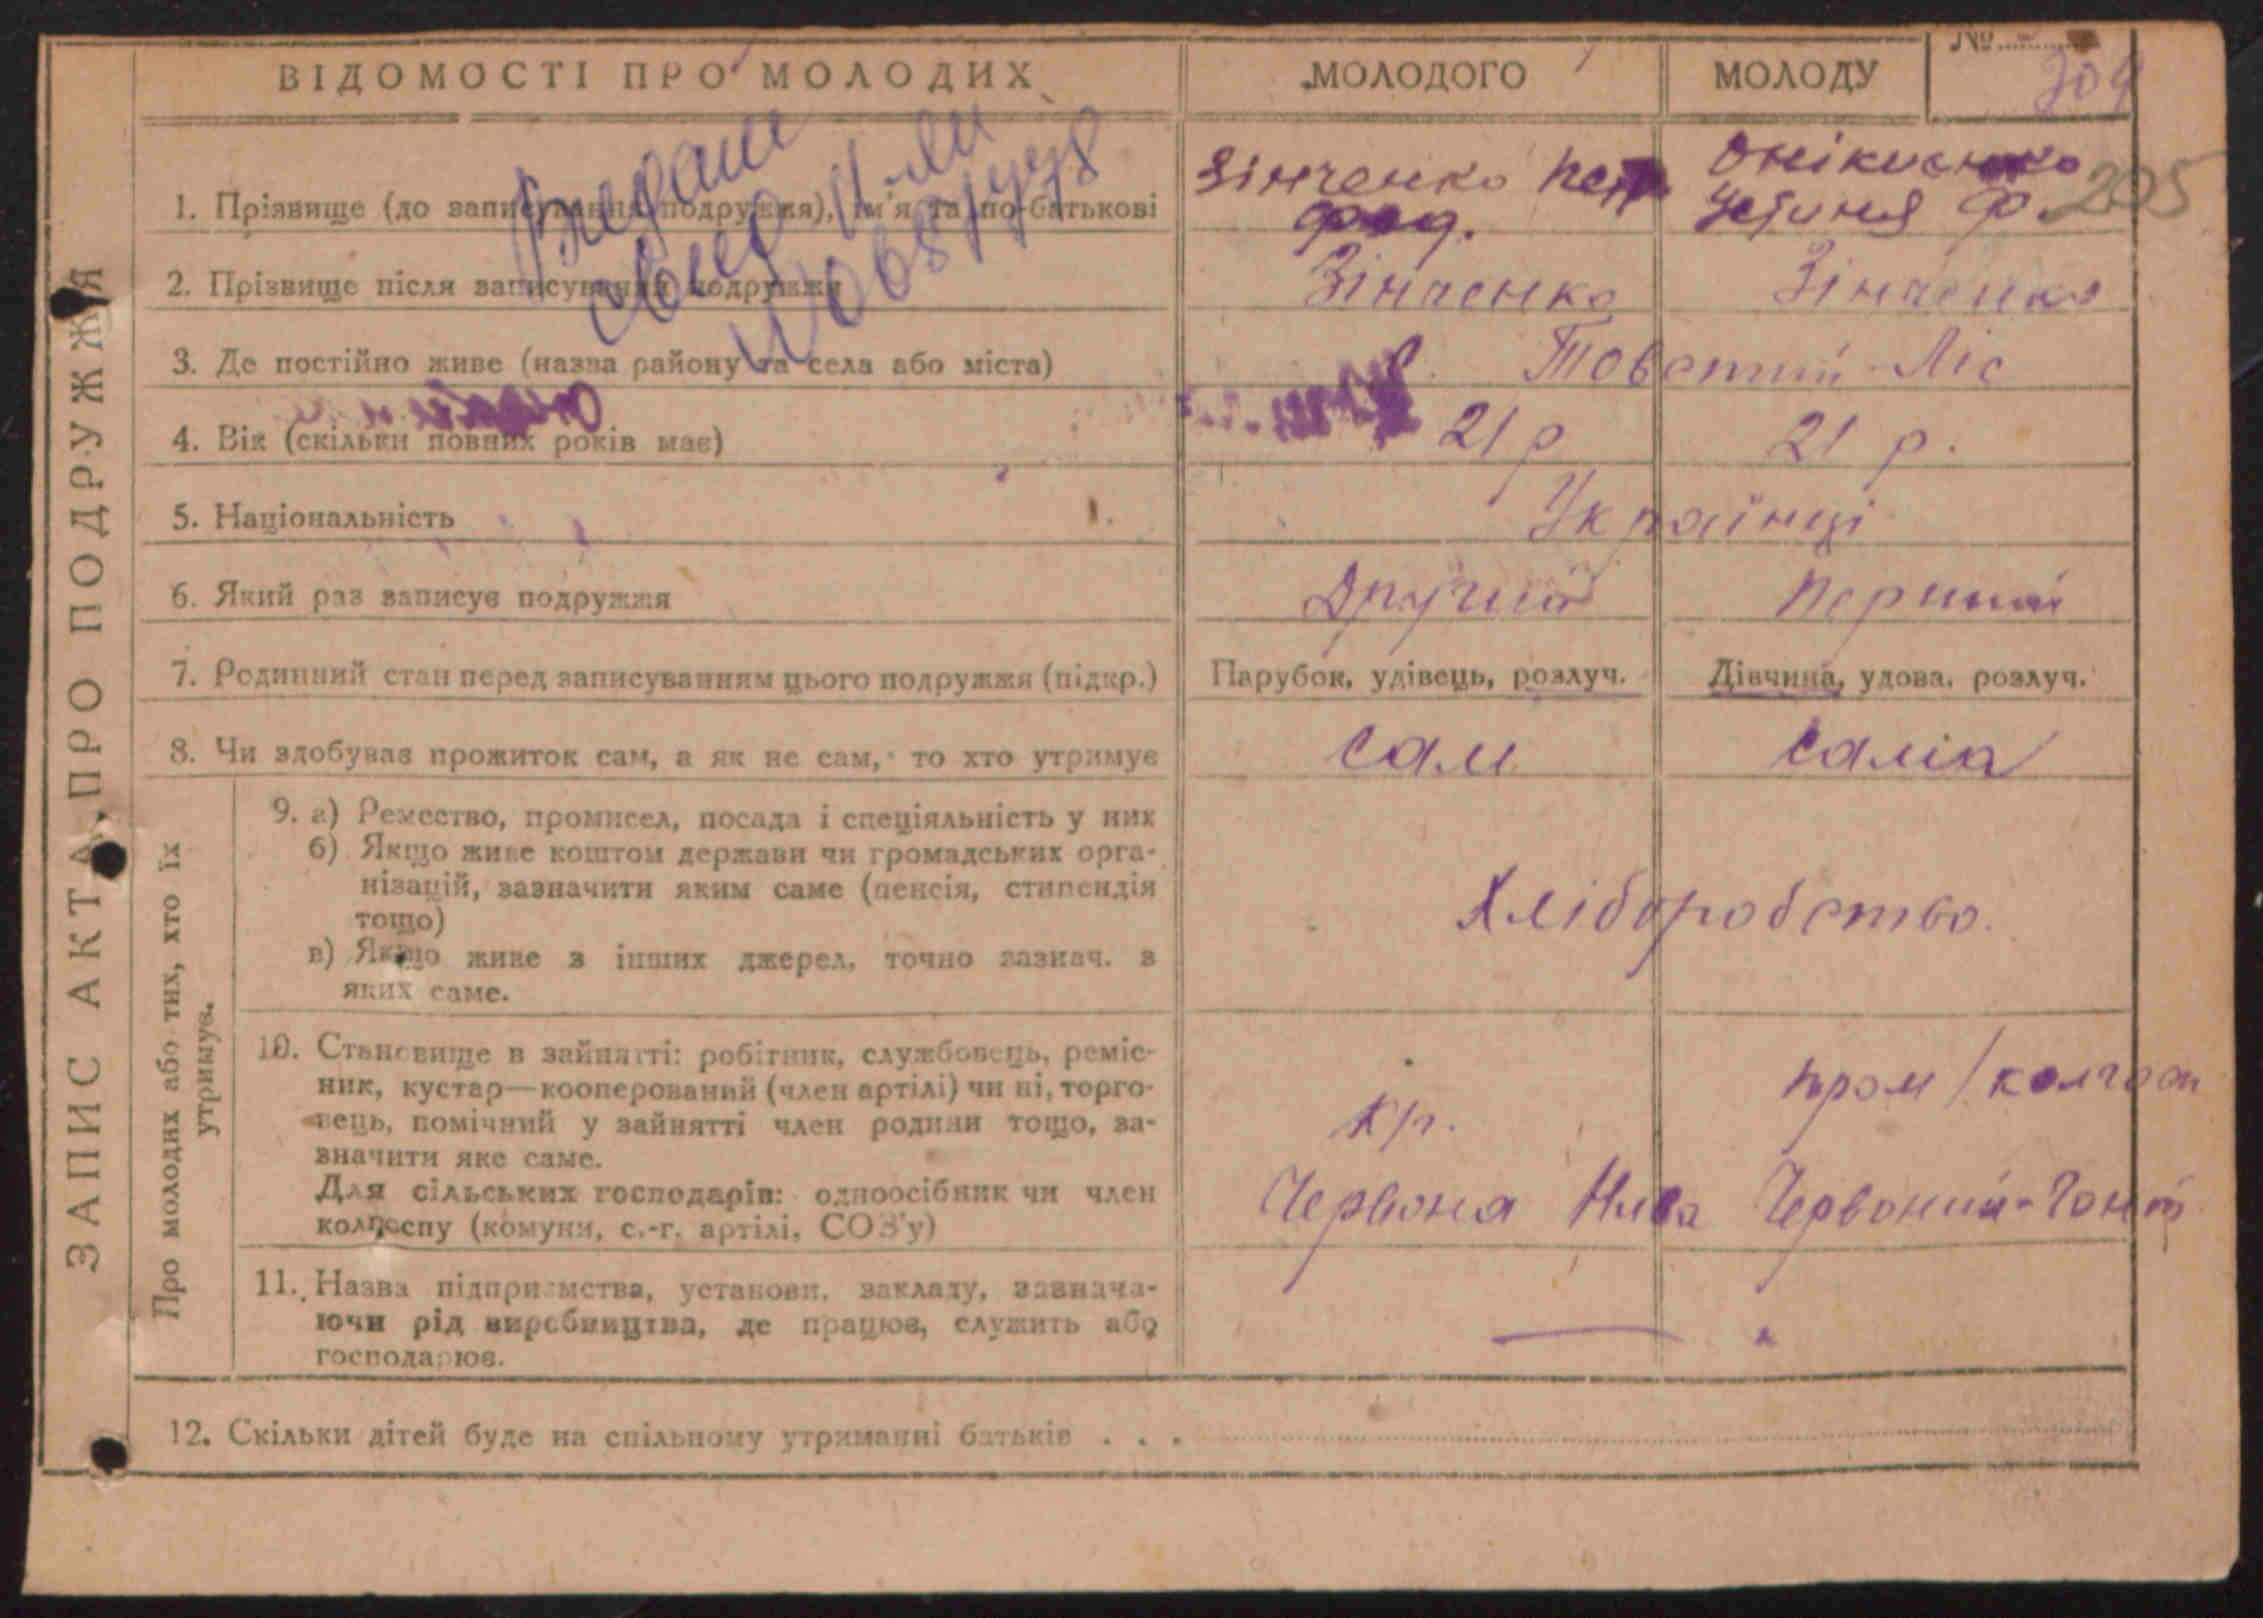 ЗАПИС АКТА ПРО ПОДРУЖЖЯ
ВІДОМОСТІ ПРО МОЛОДИХ
МОЛОДОГО
МОЛОДУ
№
205
1. Прізвище (до записування подружжя), ім'я та по-батькові
Зінченко Петр
Фед.
Онікиєнко
Устиния Ф.
2. Прізвище після записування подружжя
Зінченко
Зінченко
3. Де постійно живе (назва району та села або міста)
с. Товстий-Ліс
4. Вік (скільки повних років має)
21 р
21 р.
5. Національність
Українці
6. Який раз записує подружжя
Другий
Перший
7. Родинний стан перед записуванням цього подружжя (підкр.)
Парубок, удівець, розлуч.
Дівчина, удова, розлуч.
8. Чи здобував прожиток сам, а як не сам, то хто утримує
Сам
Сама
Про молодих або тих, хто їх
утримує.
9. а) Ремество, промисел, посада і спеціяльність у них
б) Якщо живе коштом держави чи громадських орга-
нізацій, зазначити яким саме (пенсія, стипендія
тощо)
в) Якщо живе з інших джерел, точно зазнач. з
яких саме.
Хліборобство.
10. Становище в зайнятті: робітник, службовець, реміс-
ник, кустар—кооперований (член артілі) чи ні, торго-
вець, помічний у зайнятті член родини тощо, за-
значити яке саме.
Для сільських господарів: одноосібник чи член
колгоспу (комуни, с.-г. артілі, СОЗ'у)
кр.
Червона Нива
11. Назва підприємства, установи, закладу, зазнача-
ючи рід виробництва, де працює, служить або
господарює.
12. Скільки дітей буде на спільному утриманні батьків . . .